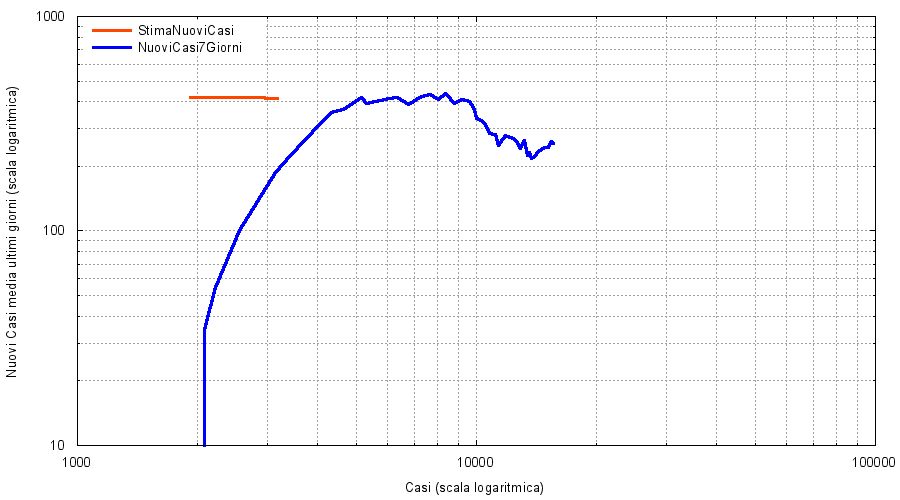 1000
StimaNuoviCasi
NuoviCasi7Giorni
100
10
Nuovi Casi media ultimi giorni (scala logaritmica)
1000
10000
100000
Casi (scala logaritmica)